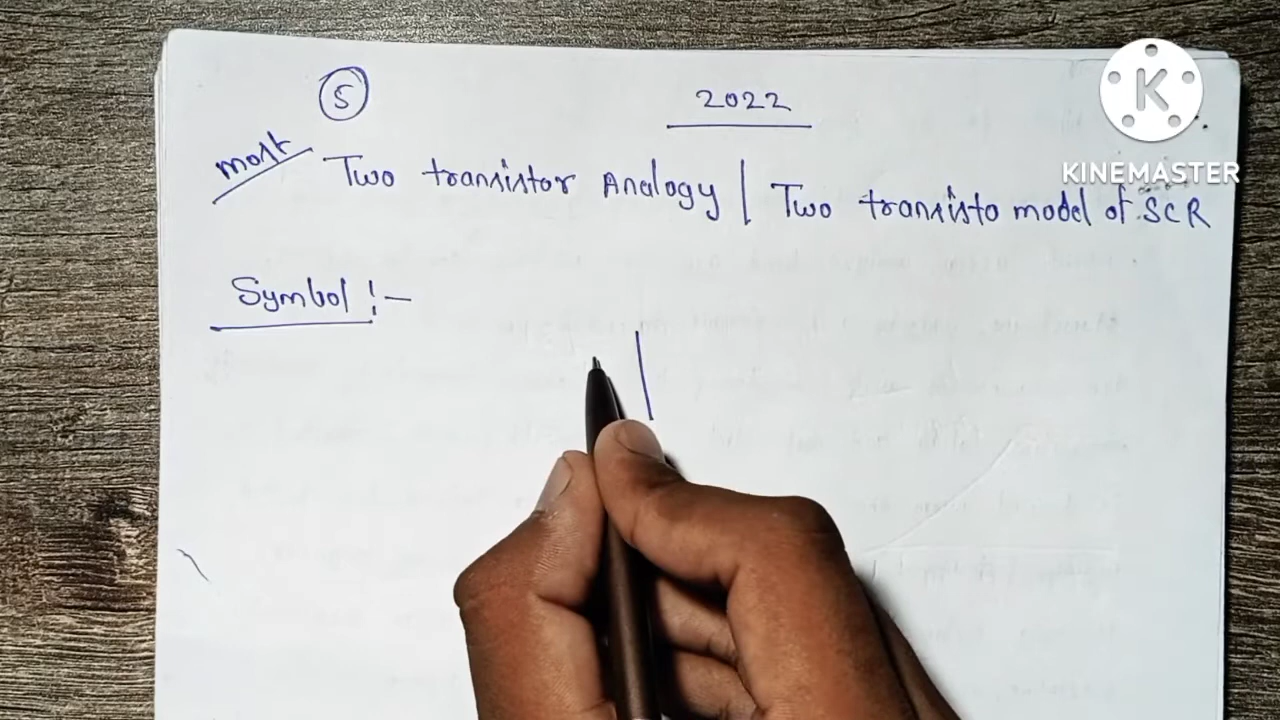 5
2022
most Two transistor Analogy | Two transisto model of SCR
Symbol :-
K
KINEMASTER